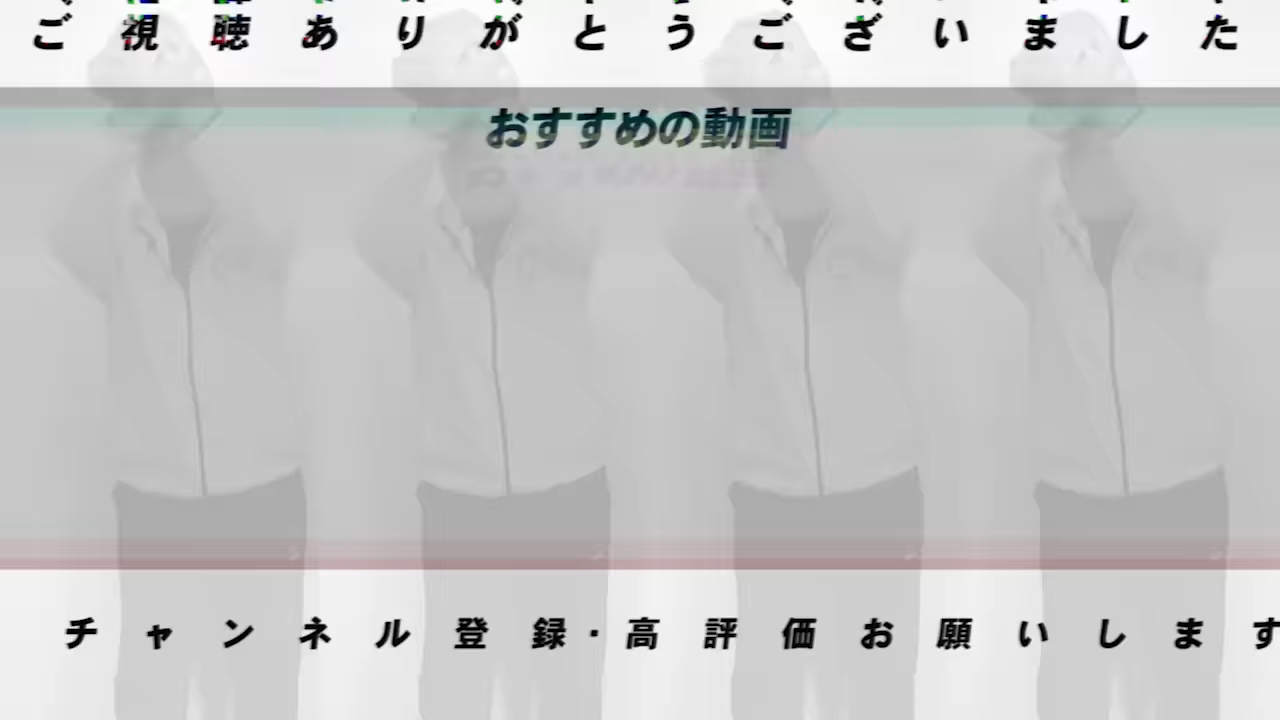 ご視聴ありがとうございました
おすすめの動画
チャンネル登録・高評価お願いします